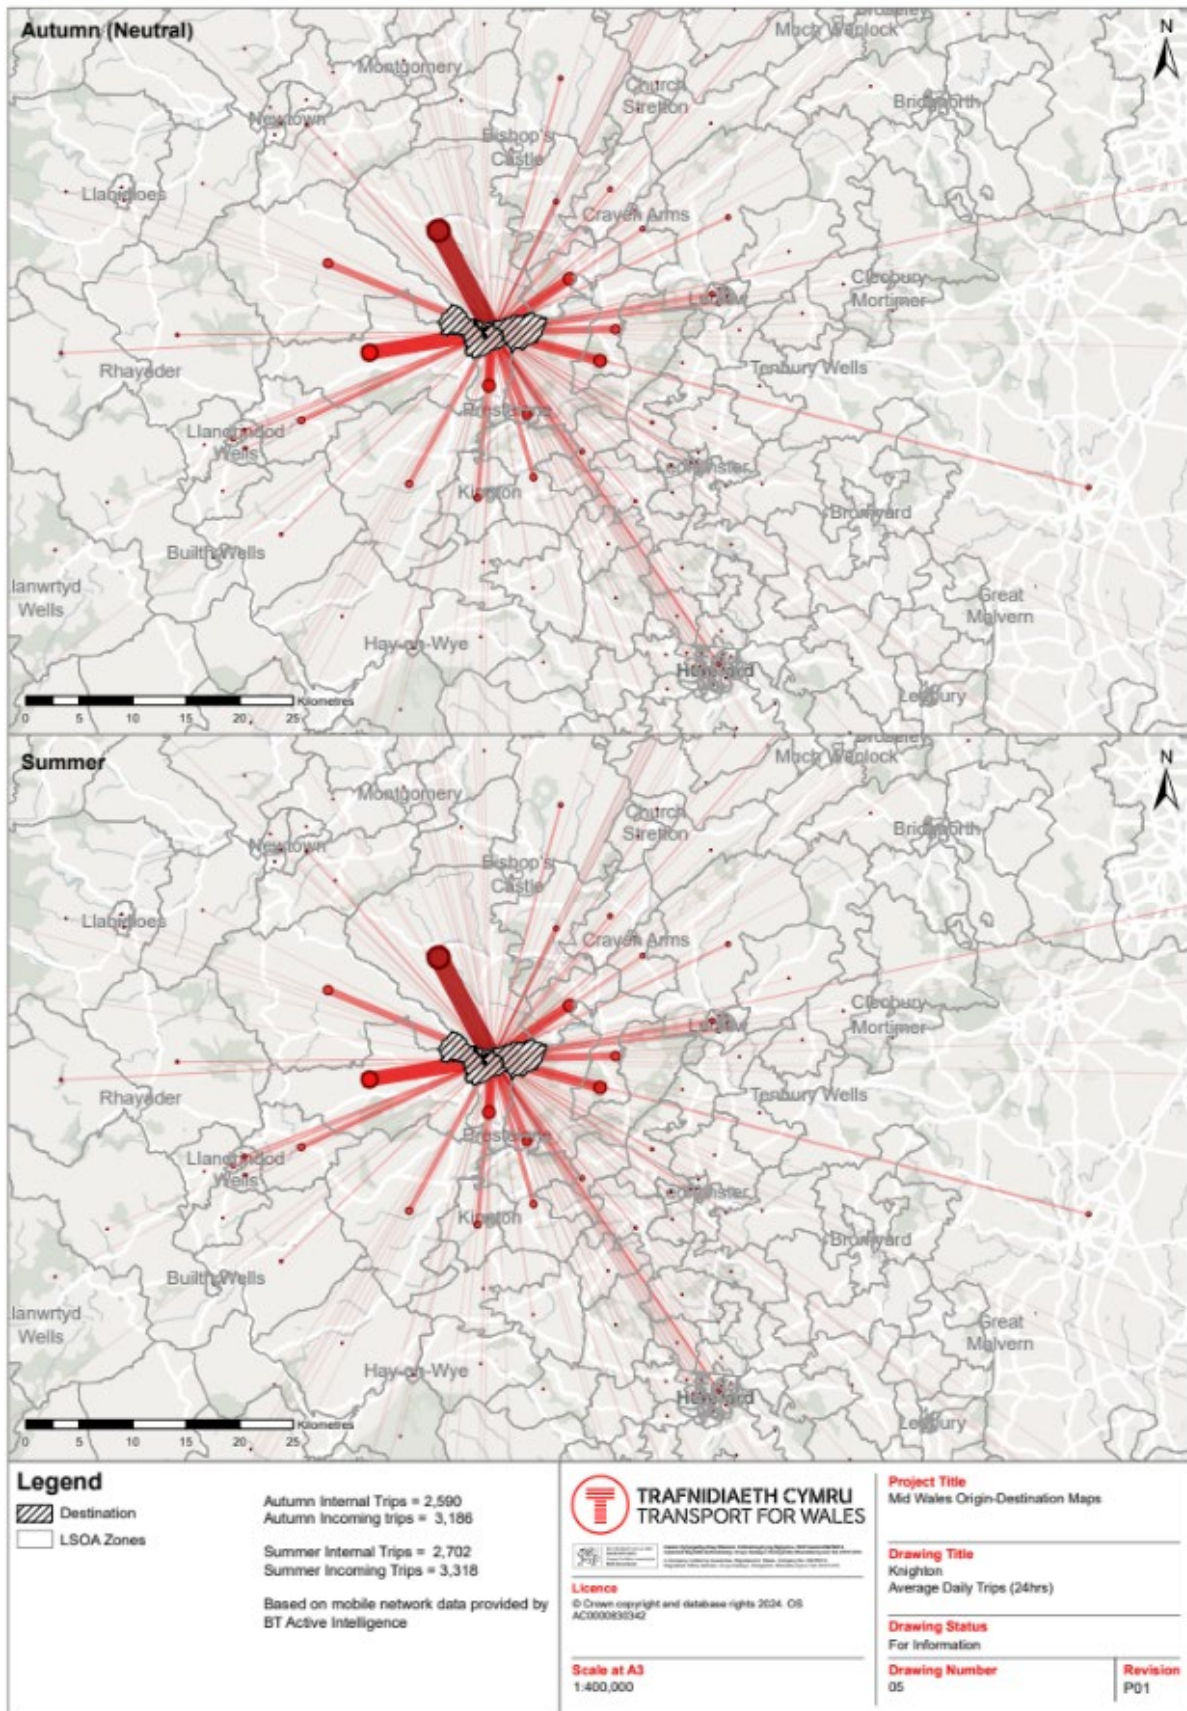 Autumn (Neutral)
N
Much Wenlock
Montgomery
Church
Stretton
Bridgnorth
Newtown
Bishop's
Castle
Llanidloes
Craven Arms
Cleobury
Mortimer
Ludlow
Rhayader
Tenbury Wells
Presteigne
Llandrindod
Wells
Leominster
Kington
Bromyard
Builth Wells
lanwrtyd
Wells
Great
Malvern
Hay-on-Wye
Hereford
Ledbury
Kilometres
0 5 10 15 20 25
Summer
N
Much Wenlock
Montgomery
Church
Stretton
Bridgnorth
Newtown
Bishop's
Castle
Llanidloes
Craven Arms
Cleobury
Mortimer
Ludlow
Rhayader
Tenbury Wells
Presteigne
Llandrindod
Wells
Leominster
Kington
Bromyard
Builth Wells
lanwrtyd
Wells
Great
Malvern
Hay-on-Wye
Hereford
Ledbury
Kilometres
0 5 10 15 20 25
Legend
Destination
LSOA Zones
Autumn Internal Trips = 2,590
Autumn Incoming trips = 3,186
Summer Internal Trips = 2,702
Summer Incoming Trips = 3,318
Based on mobile network data provided by
BT Active Intelligence
TRAFNIDIAETH CYMRU
TRANSPORT FOR WALES
Licence
© Crown copyright and database rights 2024. OS
AC0000830342
Scale at A3
1:400,000
Project Title
Mid Wales Origin-Destination Maps
Drawing Title
Knighton
Average Daily Trips (24hrs)
Drawing Status
For Information
Drawing Number
05
Revision
P01